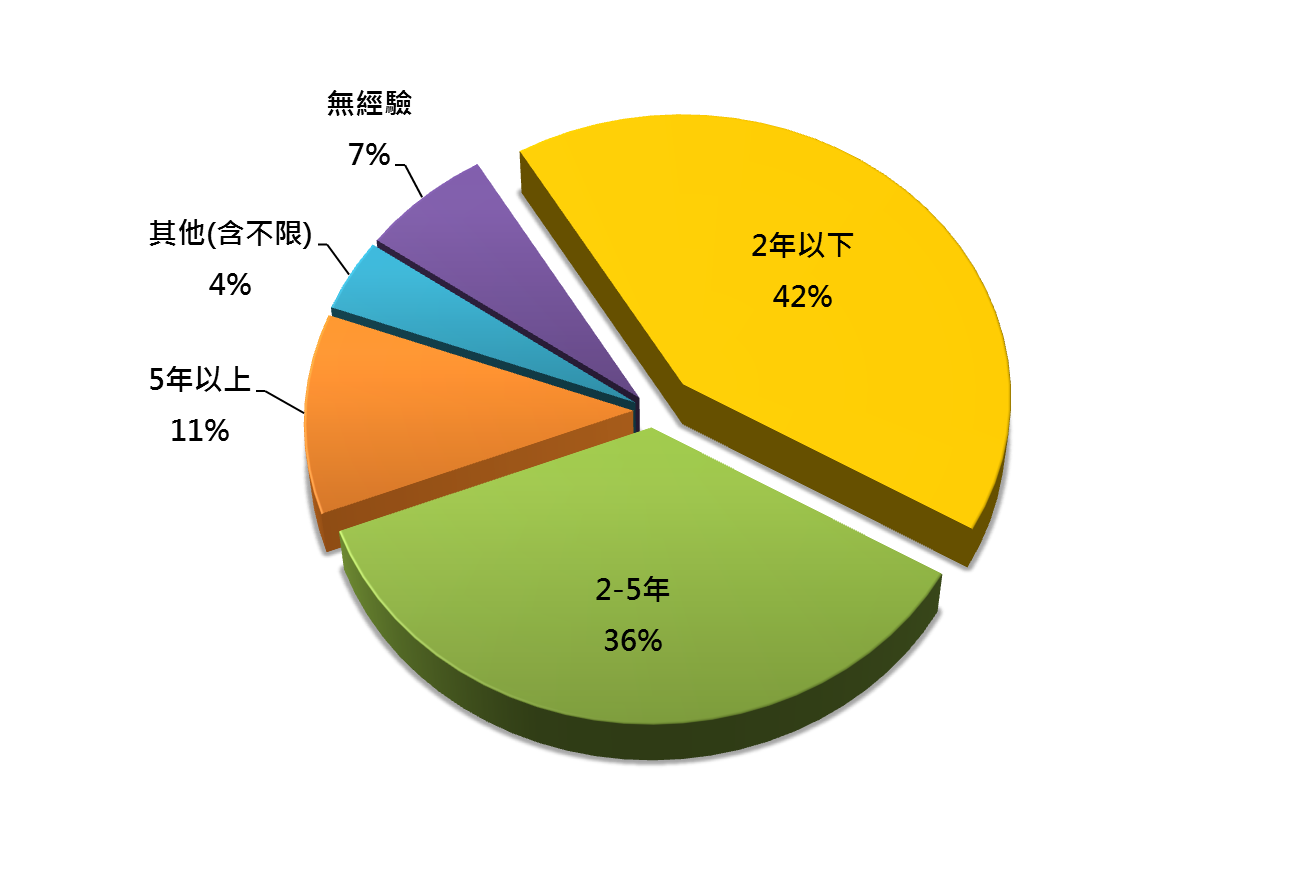 無經驗
7%
其他(含不限)
4%
5年以上
11%
2年以下
42%
2-5年
36%